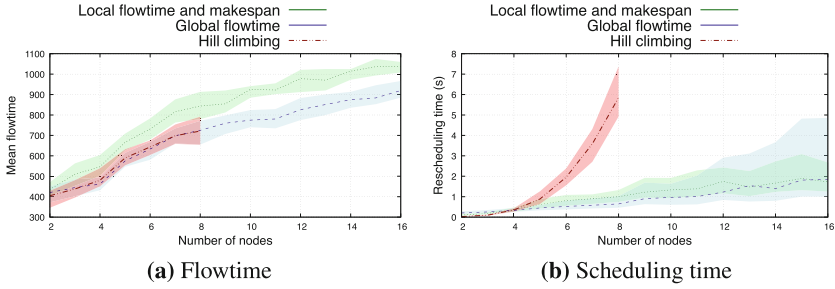 Local flowtime and makespan
Global flowtime
Hill climbing
1100
1000
900
800
700
600
500
400
300
Mean flowtime
2 4 6 8 10 12 14 16
Number of nodes
(a) Flowtime
Local flowtime and makespan
Global flowtime
Hill climbing
8
7
6
5
4
3
2
1
0
Rescheduling time (s)
2 4 6 8 10 12 14 16
Number of nodes
(b) Scheduling time